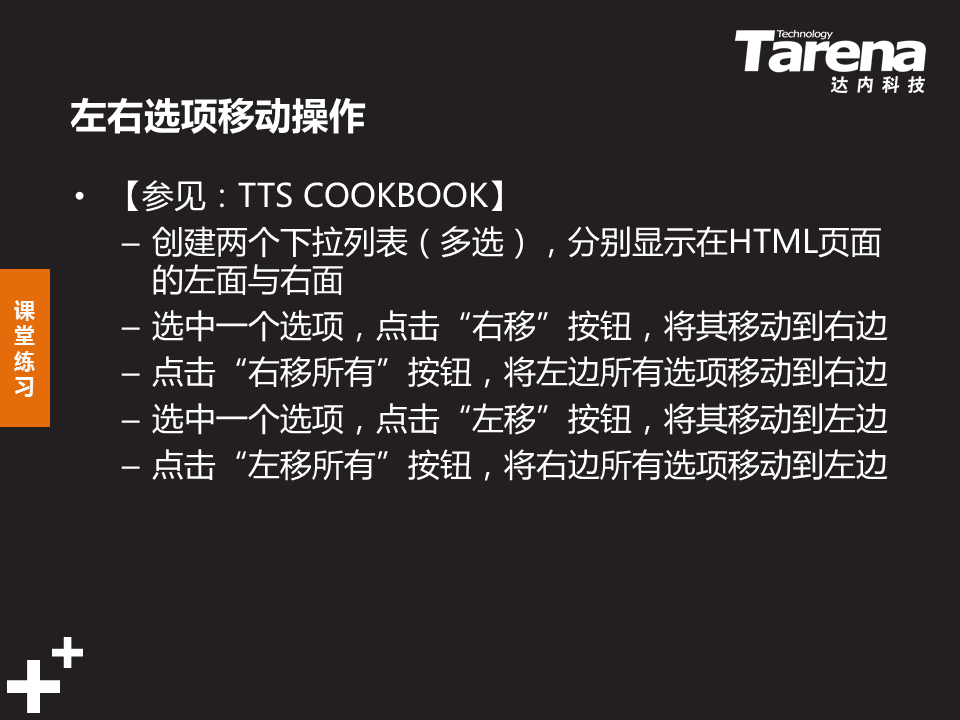 Technology
Tarena
达内科技
左右选项移动操作
• 【参见：TTS COOKBOOK】
– 创建两个下拉列表（多选），分别显示在HTML页面
的左面与右面
– 选中一个选项，点击“右移”按钮，将其移动到右边
– 点击“右移所有”按钮，将左边所有选项移动到右边
– 选中一个选项，点击“左移”按钮，将其移动到左边
– 点击“左移所有”按钮，将右边所有选项移动到左边
课
堂
练
习